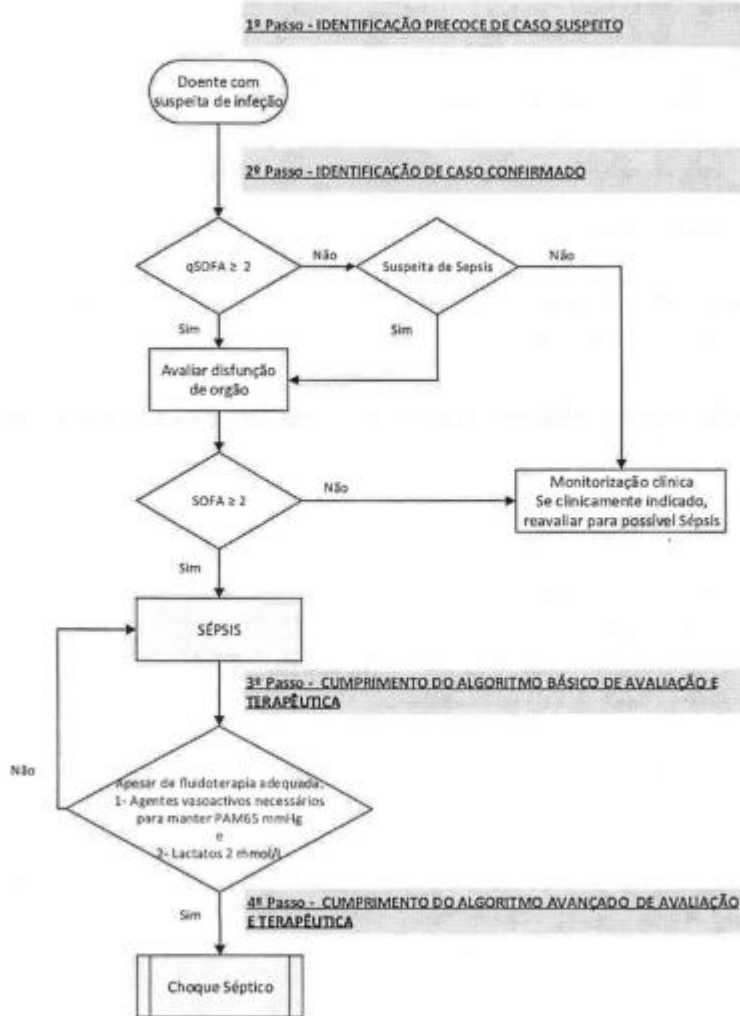 1º Passo - IDENTIFICAÇÃO PRECOCE DE CASO SUSPEITO
Doente com
suspeita de infeção
2º Passo - IDENTIFICAÇÃO DE CASO CONFIRMADO
qSOFA ≥ 2
Não
Suspeita de Sepsis
Não
Sim
Sim
Avaliar disfunção
de orgão
SOFA ≥ 2
Não
Monitorização clínica
Se clinicamente indicado,
reavaliar para possível Sépsis
Sim
SÉPSIS
3º Passo - CUMPRIMENTO DO ALGORITMO BÁSICO DE AVALIAÇÃO E
TERAPÊUTICA
Não
Apesar de fluidoterapia adequada:
1- Agentes vasoactivos necessários
para manter PAM65 mmHg
e
2- Lactatos 2 mmol/L
4º Passo - CUMPRIMENTO DO ALGORITMO AVANÇADO DE AVALIAÇÃO
E TERAPÊUTICA
Sim
Choque Séptico